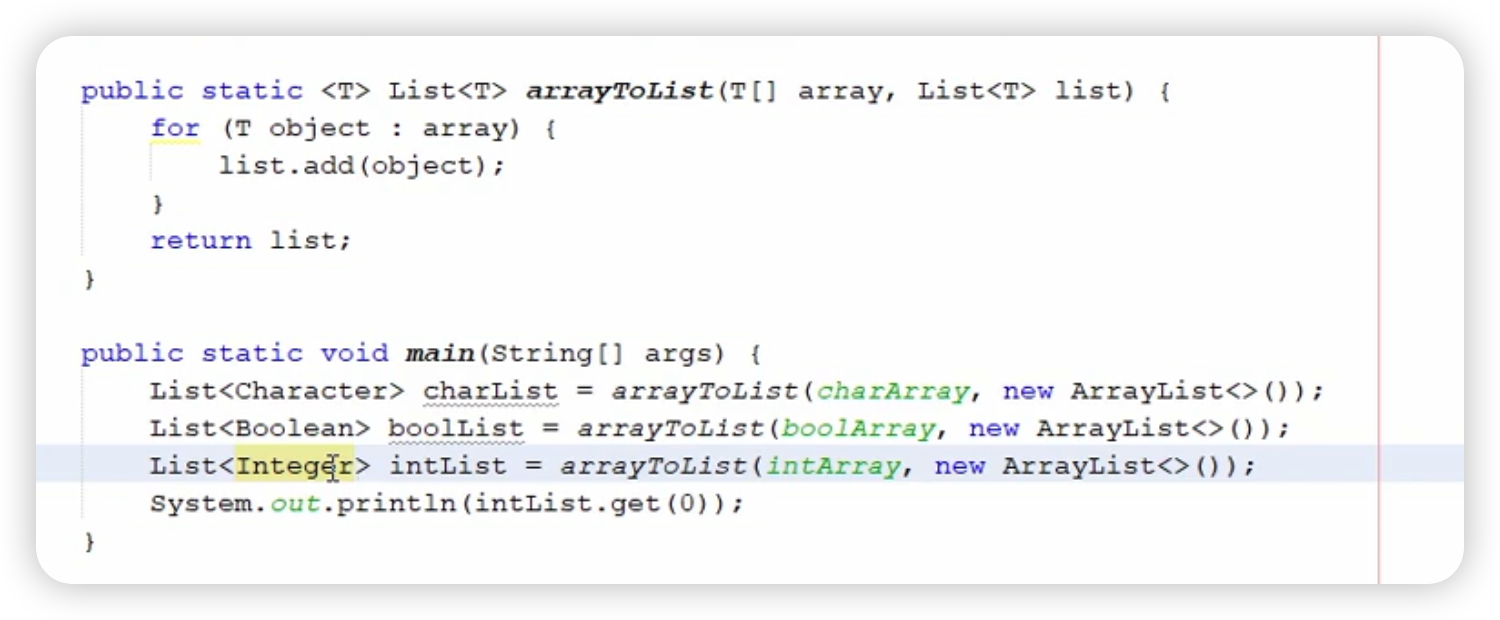 public static <T> List<T> arrayToList(T[] array, List<T> list) {
for (T object : array) {
list.add(object);
}
return list;
}
public static void main(String[] args) {
List<Character> charList = arrayToList(charArray, new ArrayList<>());
List<Boolean> boolList = arrayToList(boolArray, new ArrayList<>());
List<Integer> intList = arrayToList(intArray, new ArrayList<>());
System.out.println(intList.get(0));
}